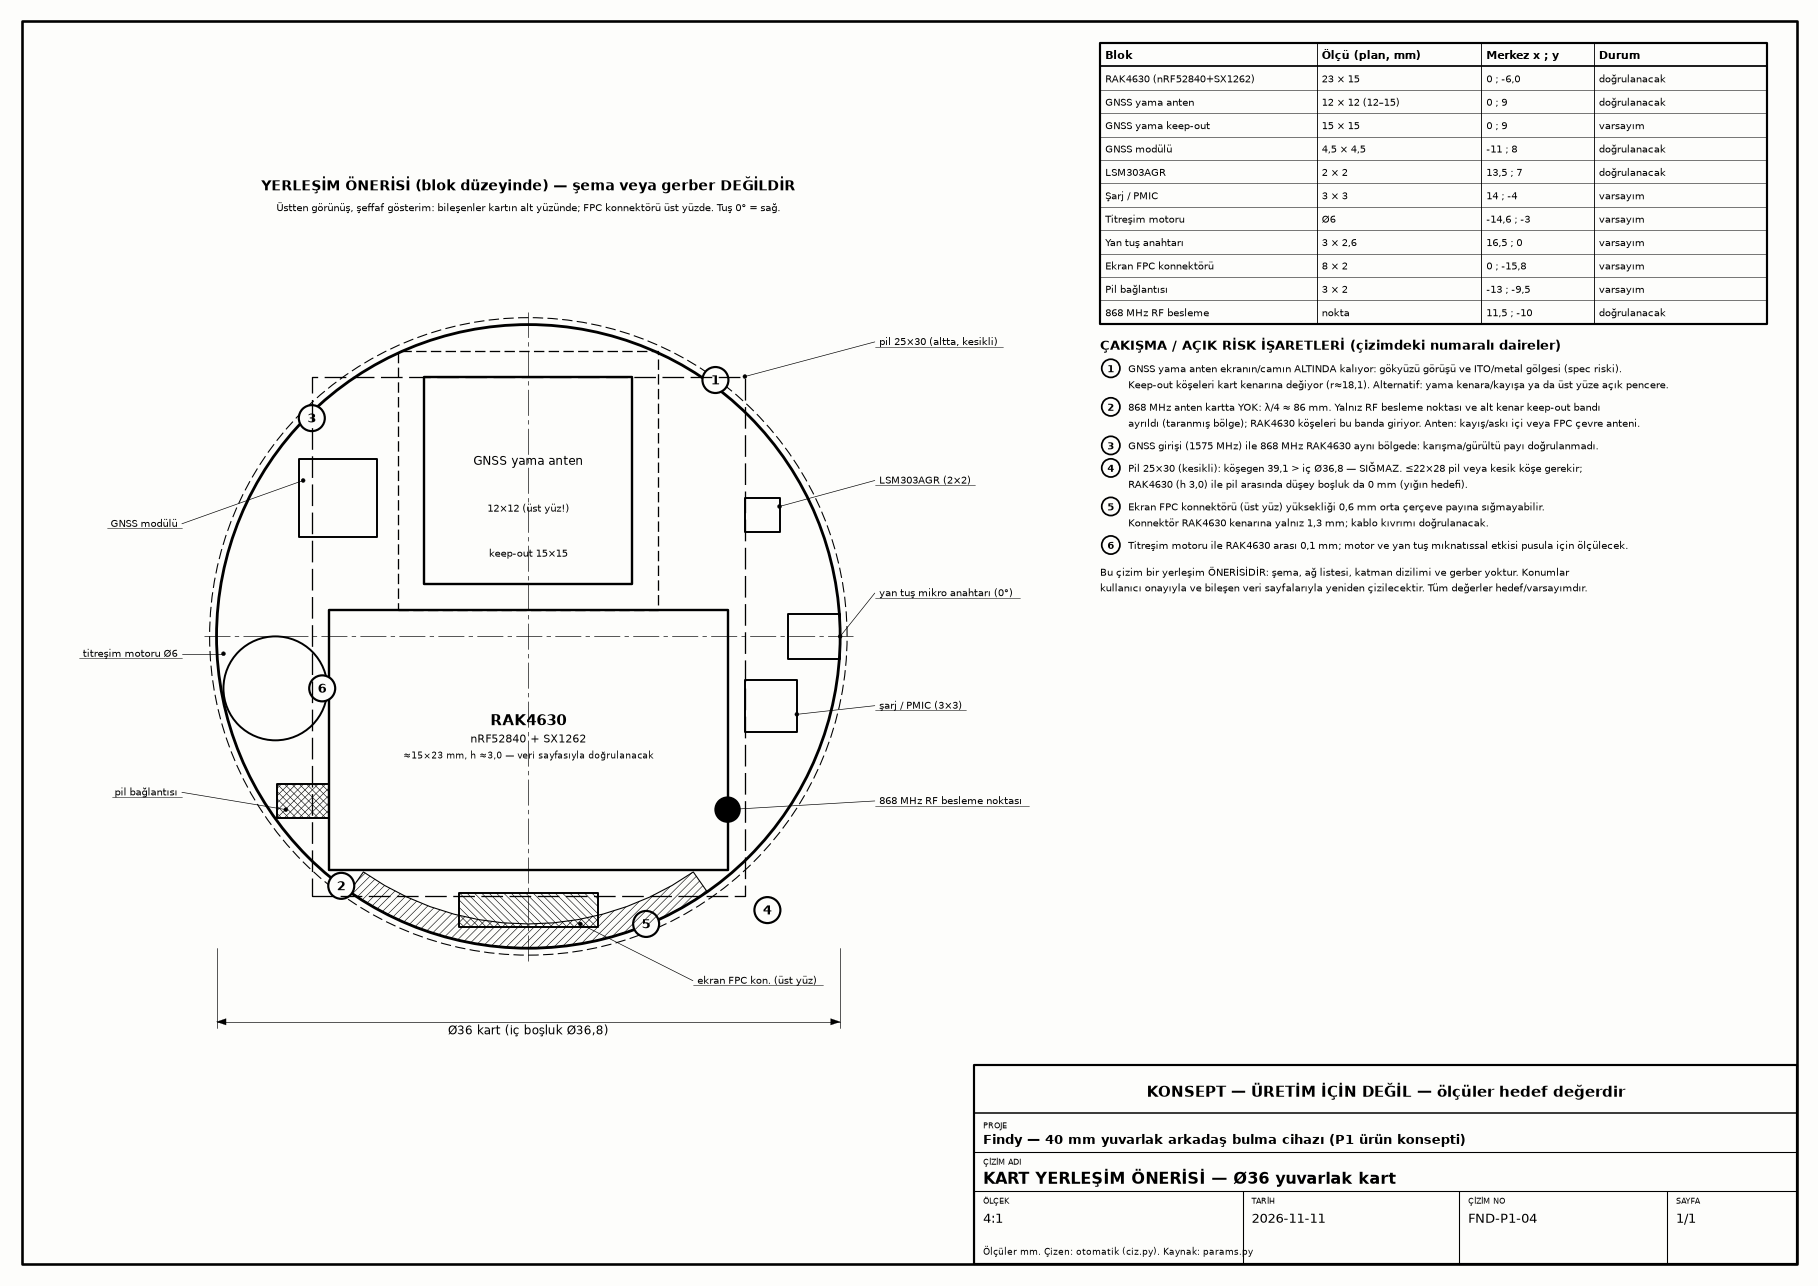 YERLEŞİM ÖNERİSİ (blok düzeyinde) — şema veya gerber DEĞİLDİR
Üstten görünüş, şeffaf gösterim: bileşenler kartın alt yüzünde; FPC konnektörü üst yüzde. Tuş 0° = sağ.
pil 25×30 (altta, kesikli)
1
3
GNSS yama anten
12×12 (üst yüz!)
keep-out 15×15
GNSS modülü
LSM303AGR (2×2)
yan tuş mikro anahtarı (0°)
titreşim motoru Ø6
6
RAK4630
nRF52840 + SX1262
≈15×23 mm, h ≈3,0 — veri sayfasıyla doğrulanacak
şarj / PMIC (3×3)
pil bağlantısı
868 MHz RF besleme noktası
2
4
5
ekran FPC kon. (üst yüz)
Ø36 kart (iç boşluk Ø36,8)
Blok Ölçü (plan, mm) Merkez x ; y Durum
RAK4630 (nRF52840+SX1262) 23 × 15 0 ; -6,0 doğrulanacak
GNSS yama anten 12 × 12 (12–15) 0 ; 9 doğrulanacak
GNSS yama keep-out 15 × 15 0 ; 9 varsayım
GNSS modülü 4,5 × 4,5 -11 ; 8 doğrulanacak
LSM303AGR 2 × 2 13,5 ; 7 doğrulanacak
Şarj / PMIC 3 × 3 14 ; -4 varsayım
Titreşim motoru Ø6 -14,6 ; -3 varsayım
Yan tuş anahtarı 3 × 2,6 16,5 ; 0 varsayım
Ekran FPC konnektörü 8 × 2 0 ; -15,8 varsayım
Pil bağlantısı 3 × 2 -13 ; -9,5 varsayım
868 MHz RF besleme nokta 11,5 ; -10 doğrulanacak
ÇAKIŞMA / AÇIK RİSK İŞARETLERİ (çizimdeki numaralı daireler)
1 GNSS yama anten ekranın/camın ALTINDA kalıyor: gökyüzü görüşü ve ITO/metal gölgesi (spec riski).
Keep-out köşeleri kart kenarına değiyor (r≈18,1). Alternatif: yama kenara/kayışa ya da üst yüze açık pencere.
2 868 MHz anten kartta YOK: λ/4 ≈ 86 mm. Yalnız RF besleme noktası ve alt kenar keep-out bandı
ayrıldı (taranmış bölge); RAK4630 köşeleri bu banda giriyor. Anten: kayış/askı içi veya FPC çevre anteni.
3 GNSS girişi (1575 MHz) ile 868 MHz RAK4630 aynı bölgede: karışma/gürültü payı doğrulanmadı.
4 Pil 25×30 (kesikli): köşegen 39,1 > iç Ø36,8 — SIĞMAZ. ≤22×28 pil veya kesik köşe gerekir;
RAK4630 (h 3,0) ile pil arasında düşey boşluk da 0 mm (yığın hedefi).
5 Ekran FPC konnektörü (üst yüz) yüksekliği 0,6 mm orta çerçeve payına sığmayabilir.
Konnektör RAK4630 kenarına yalnız 1,3 mm; kablo kıvrımı doğrulanacak.
6 Titreşim motoru ile RAK4630 arası 0,1 mm; motor ve yan tuş mıknatıssal etkisi pusula için ölçülecek.
Bu çizim bir yerleşim ÖNERİSİDİR: şema, ağ listesi, katman dizilimi ve gerber yoktur. Konumlar
kullanıcı onayıyla ve bileşen veri sayfalarıyla yeniden çizilecektir. Tüm değerler hedef/varsayımdır.
KONSEPT — ÜRETİM İÇİN DEĞİL — ölçüler hedef değerdir
PROJE
Findy — 40 mm yuvarlak arkadaş bulma cihazı (P1 ürün konsepti)
ÇİZİM ADI
KART YERLEŞİM ÖNERİSİ — Ø36 yuvarlak kart
ÖLÇEK TARİH ÇİZİM NO SAYFA
4:1 2026-11-11 FND-P1-04 1/1
Ölçüler mm. Çizen: otomatik (ciz.py). Kaynak: params.py